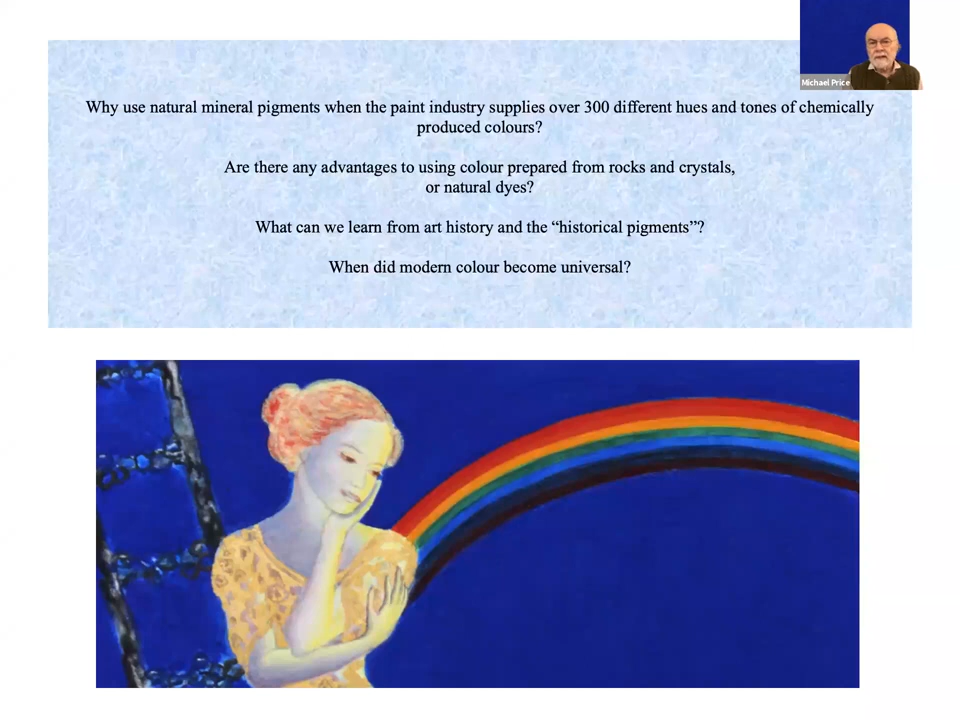 Michael Price
Why use natural mineral pigments when the paint industry supplies over 300 different hues and tones of chemically
produced colours?
Are there any advantages to using colour prepared from rocks and crystals,
or natural dyes?
What can we learn from art history and the “historical pigments”?
When did modern colour become universal?